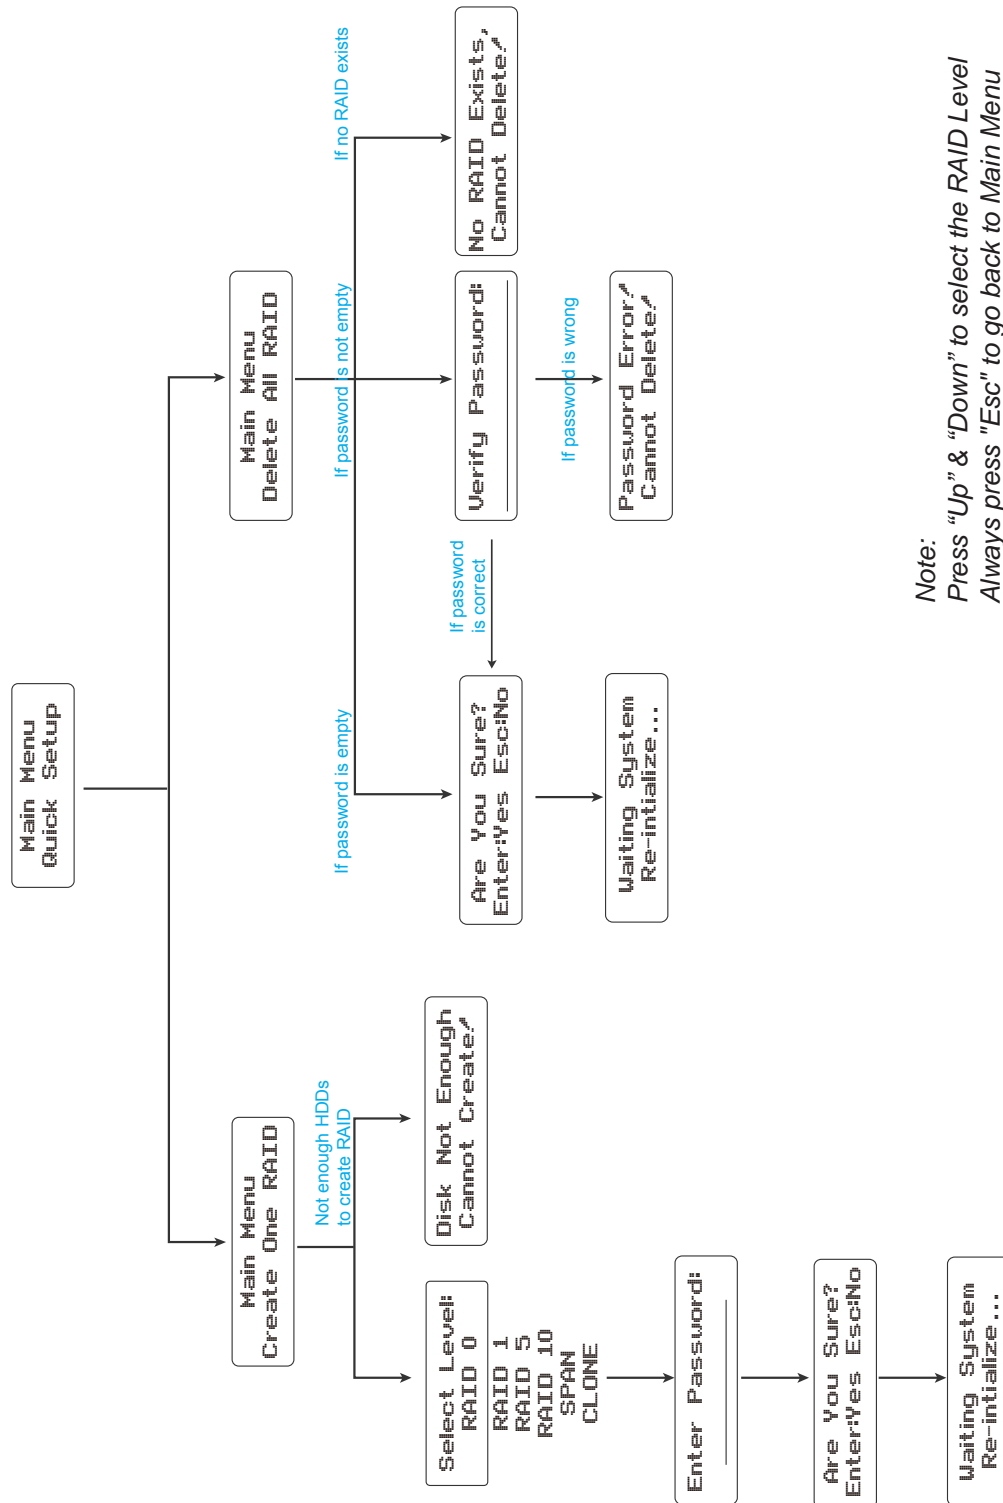 Main Menu
Quick Setup
Main Menu
Create One RAID
Not enough HDDs
to create RAID
Select Level:
RAID 0
RAID 1
RAID 5
RAID 10
SPAN
CLONE
Disk Not Enough
Cannot Create!
Enter Password:
Are You Sure?
Enter:Yes Esc:No
Waiting System
Re-intialize...
Main Menu
Delete All RAID
If password is empty
If password is not empty
If no RAID exists
Are You Sure?
Enter:Yes Esc:No
If password
is correct
Verify Password:
No RAID Exists,
Cannot Delete!
Waiting System
Re-intialize...
If password is wrong
Password Error!
Cannot Delete!
Note:
Press “Up” & “Down” to select the RAID Level
Always press "Esc" to go back to Main Menu